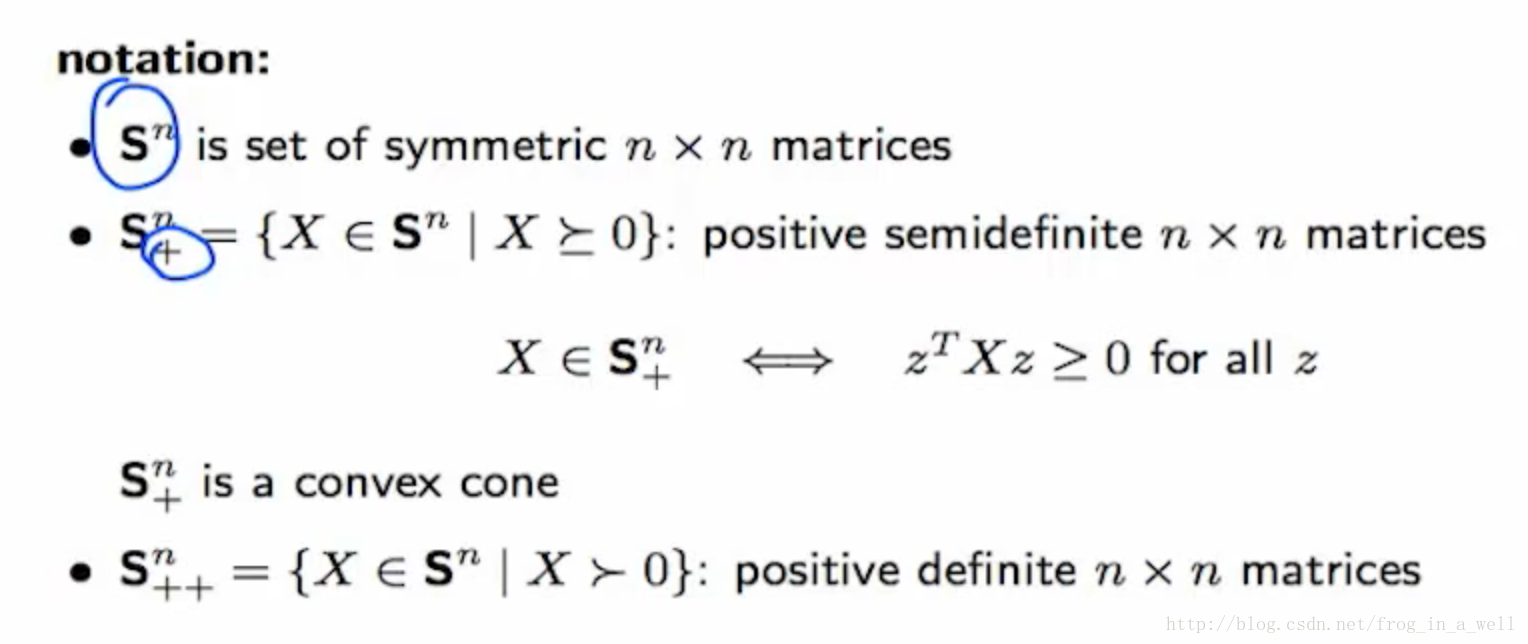 notation:
• Sⁿ is set of symmetric n × n matrices
• Sⁿ₊ = {X ∈ Sⁿ | X ⪰ 0}: positive semidefinite n × n matrices
X ∈ Sⁿ₊ ⟺ zᵀXz ≥ 0 for all z
Sⁿ₊ is a convex cone
• Sⁿ₊₊ = {X ∈ Sⁿ | X ≻ 0}: positive definite n × n matrices
http://blog.csdn.net/frog_in_a_well